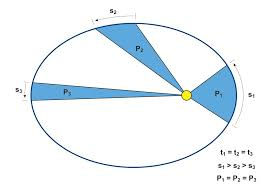 s₂
P₂
s₃
P₃
P₁
s₁
t₁ = t₂ = t₃
s₁ > s₂ > s₃
P₁ = P₂ = P₃